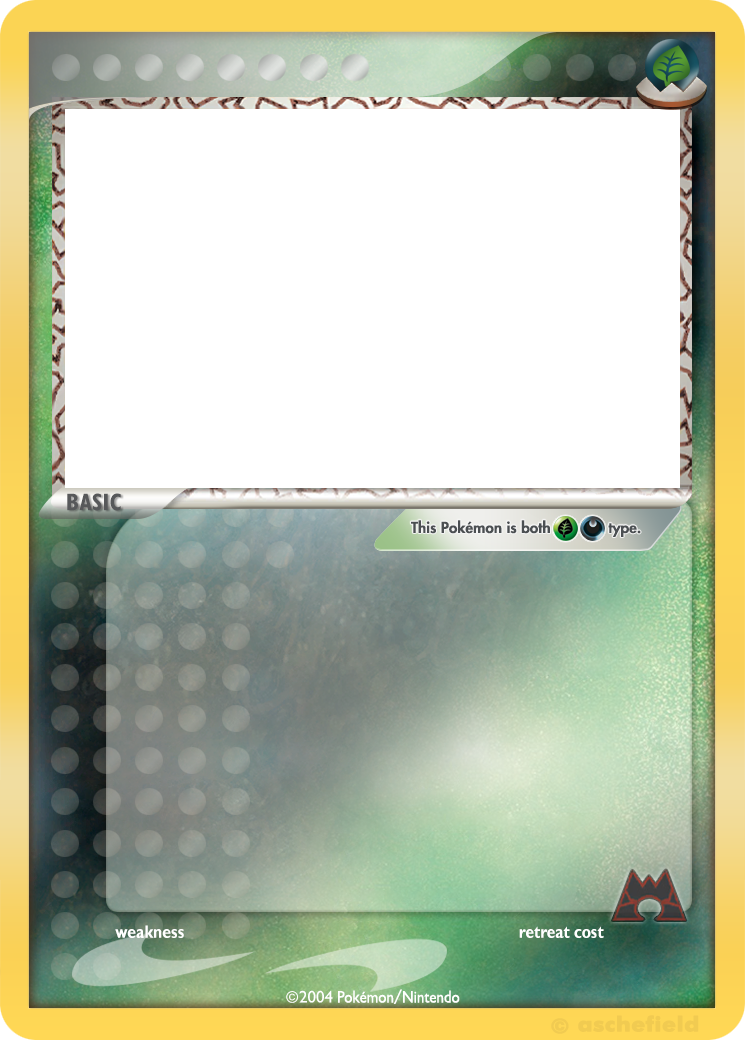 BASIC
This Pokémon is both type.
weakness
retreat cost
©2004 Pokémon/Nintendo
© aschefield